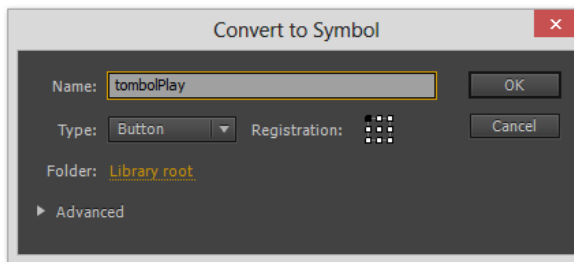 Convert to Symbol
Name: tombolPlay OK
Type: Button Registration: Cancel
Folder: Library root
Advanced